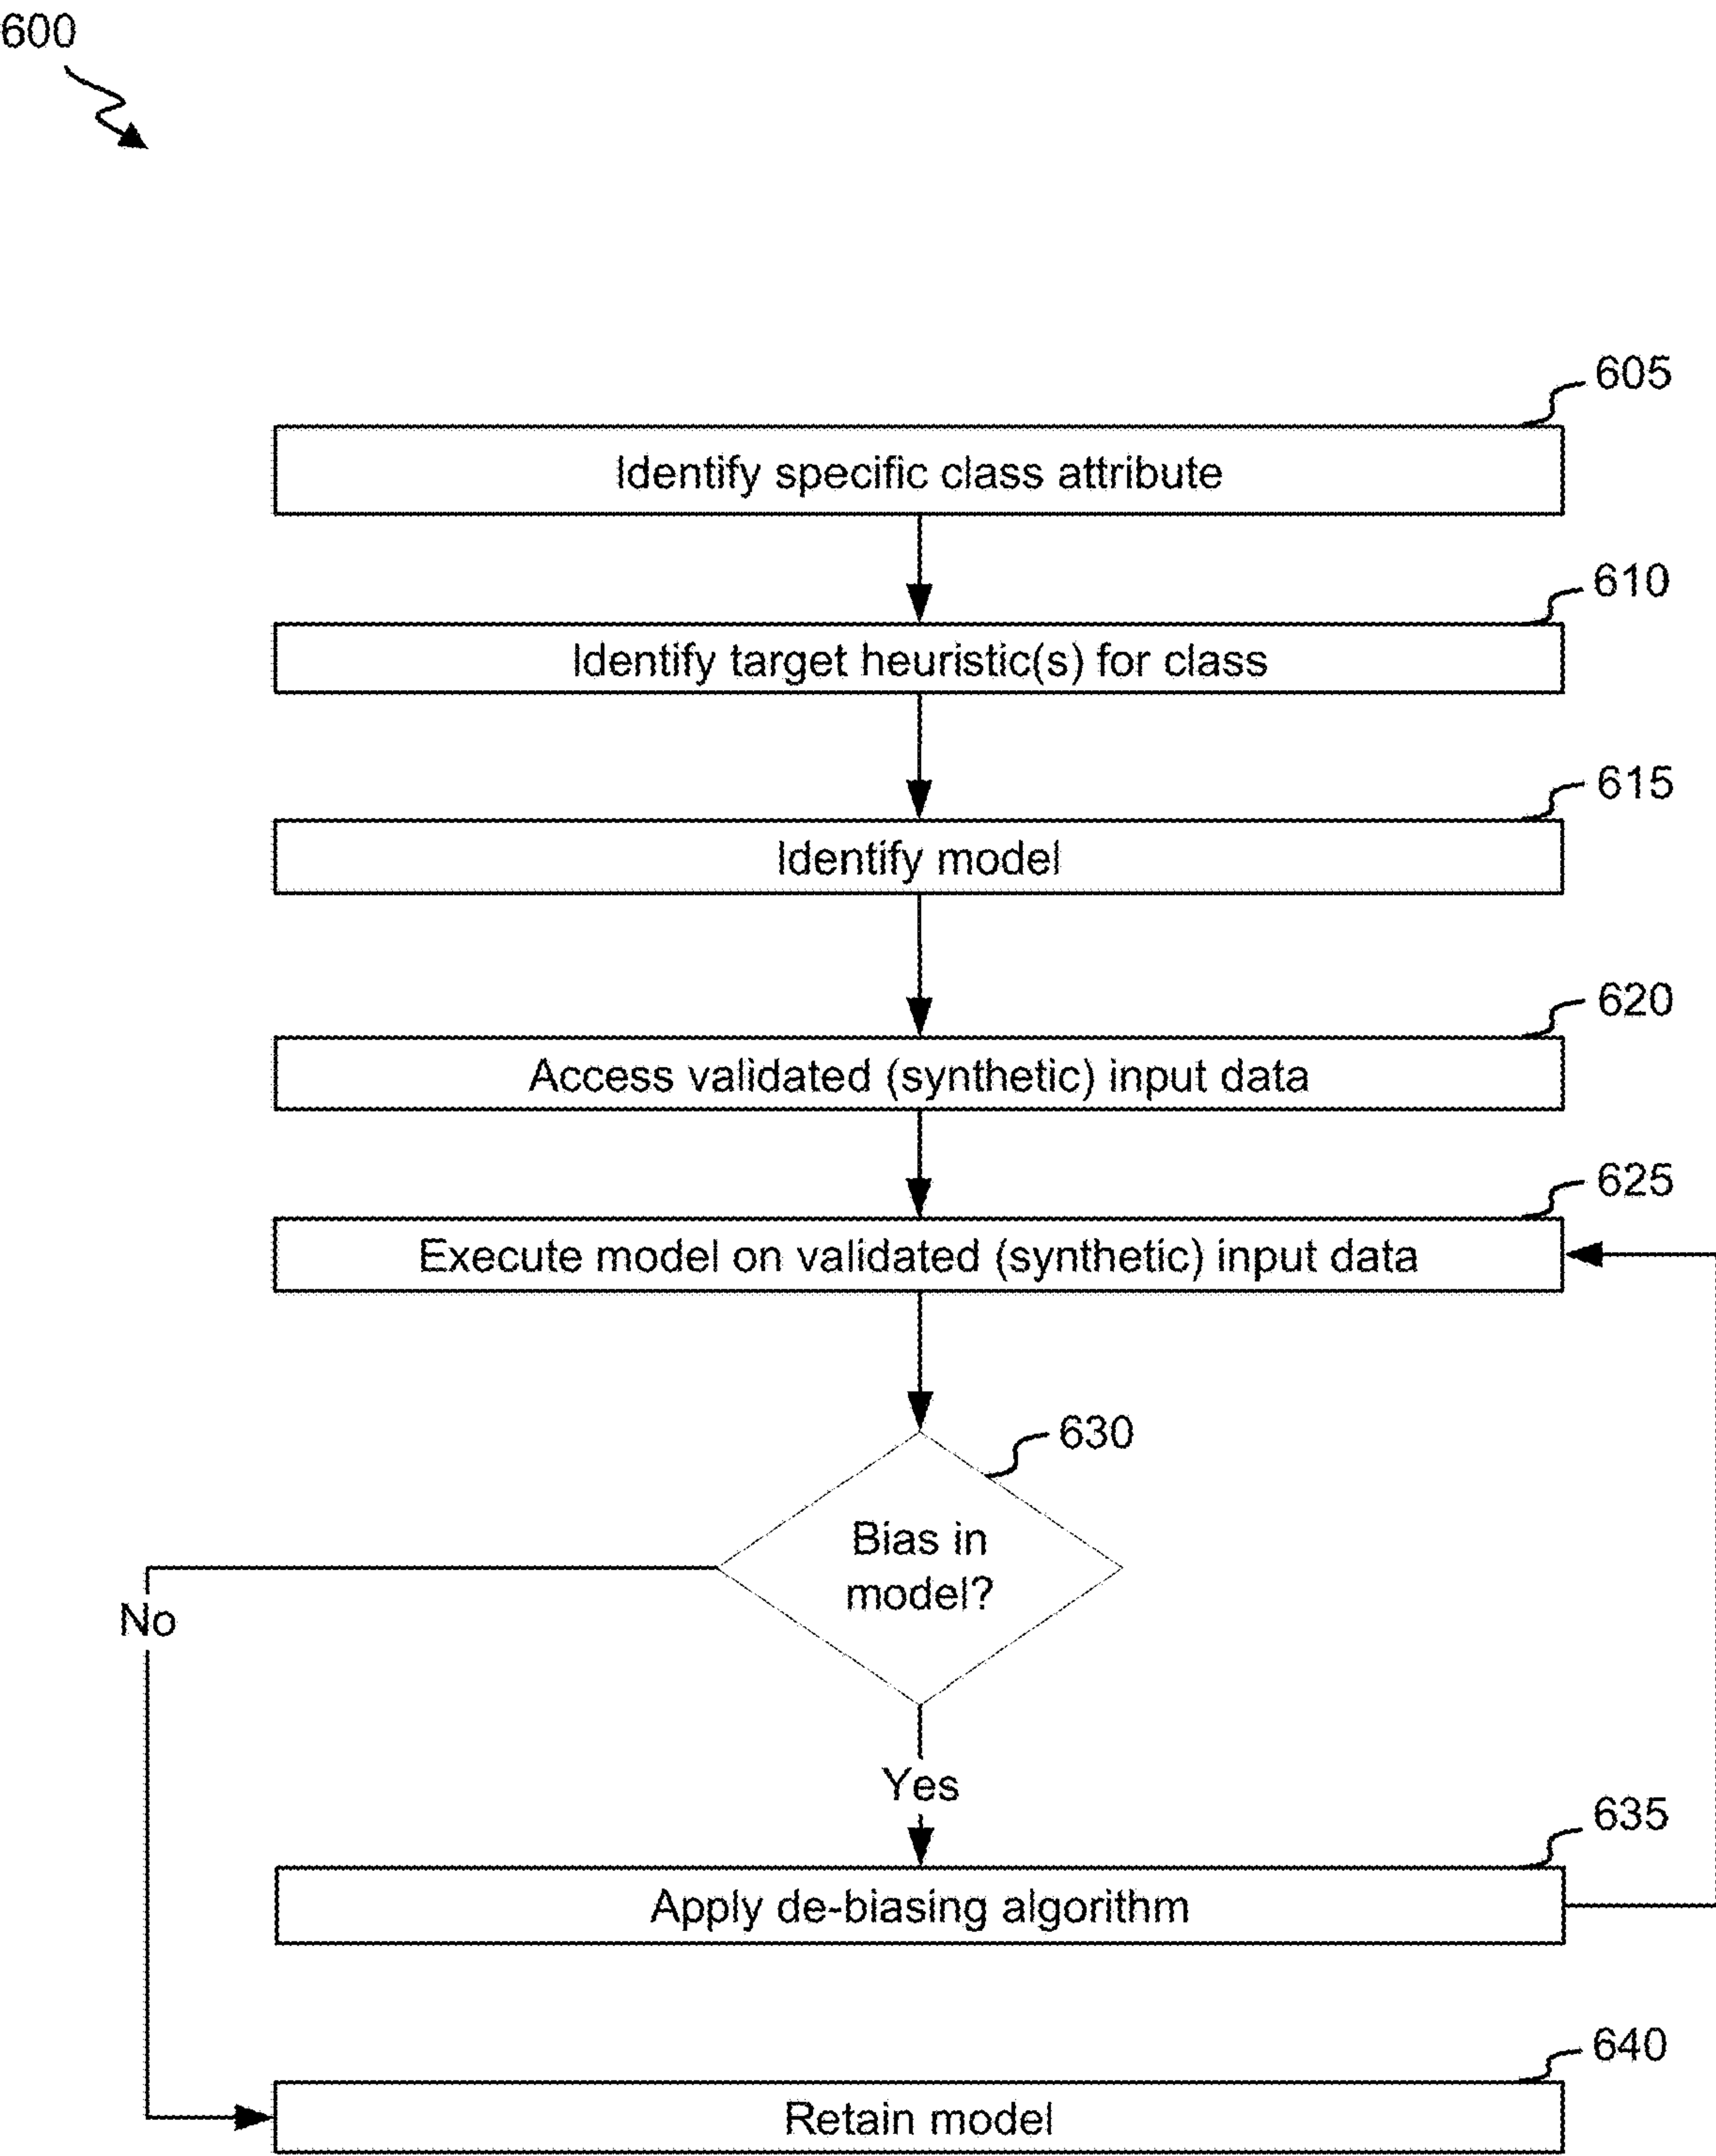 600
605
Identify specific class attribute
610
Identify target heuristic(s) for class
615
Identify model
620
Access validated (synthetic) input data
625
Execute model on validated (synthetic) input data
630
Bias in
model?
No
Yes
635
Apply de-biasing algorithm
640
Retain model